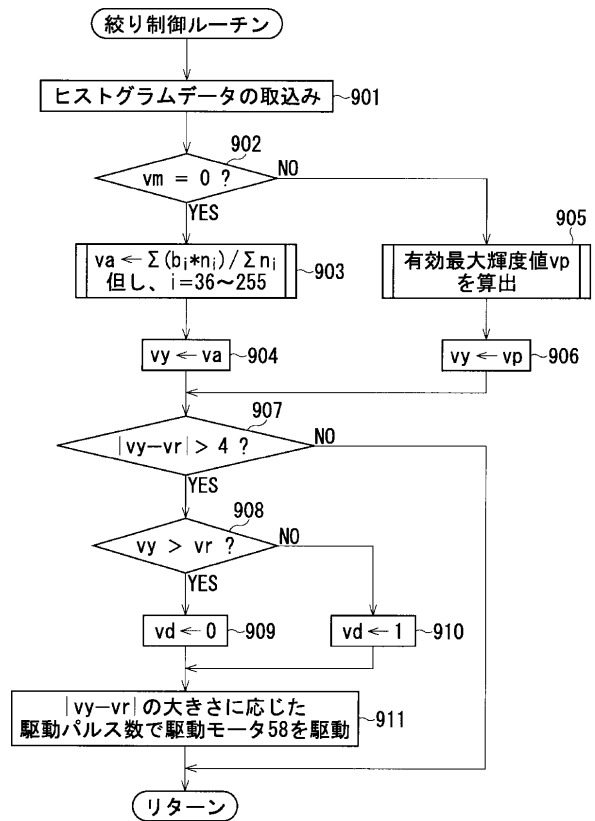 絞り制御ルーチン
ヒストグラムデータの取込み 901
902
vm = 0 ?
NO
YES
va ← Σ(bi*ni)/Σni
但し、i=36〜255
903
905
有効最大輝度値vp
を算出
vy ← va 904
vy ← vp 906
907
|vy−vr| > 4 ?
NO
YES
908
vy > vr ?
NO
YES
vd ← 0 909
vd ← 1 910
|vy−vr|の大きさに応じた
駆動パルス数で駆動モータ58を駆動
911
リターン